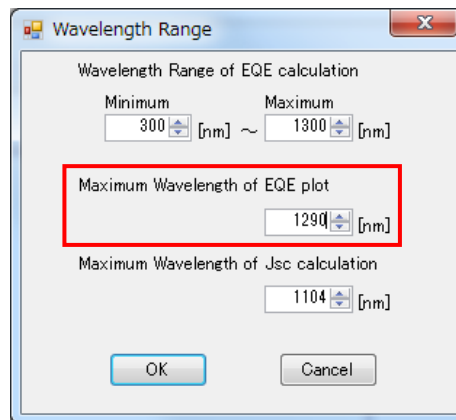 Wavelength Range
Wavelength Range of EQE calculation
Minimum Maximum
300 [nm] ～ 1300 [nm]
Maximum Wavelength of EQE plot
1290 [nm]
Maximum Wavelength of Jsc calculation
1104 [nm]
OK Cancel